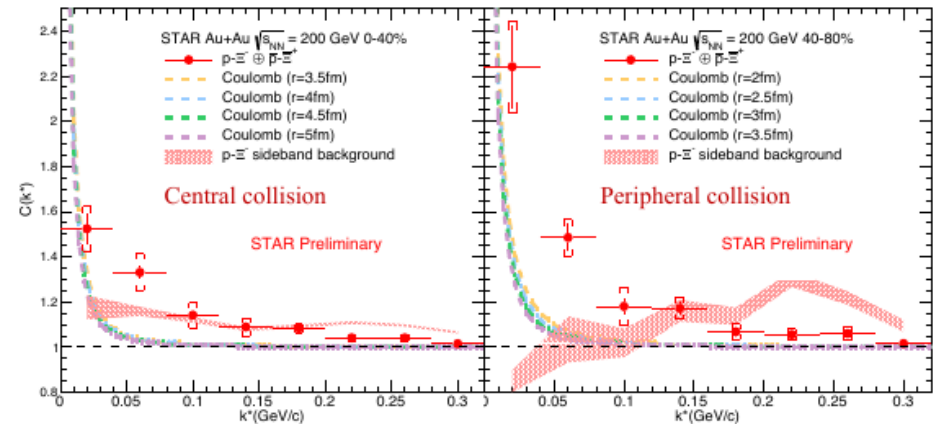 2.4
2.2
2
1.8
1.6
1.4
1.2
1
0.8
C(k*)
STAR Au+Au √s_NN = 200 GeV 0-40%
p-Ξ⁻ ⊕ p̄-Ξ̄⁺
Coulomb (r=3.5fm)
Coulomb (r=4fm)
Coulomb (r=4.5fm)
Coulomb (r=5fm)
p-Ξ⁻ sideband background
Central collision
STAR Preliminary
0 0.05 0.1 0.15 0.2 0.25 0.3
k*(GeV/c)
STAR Au+Au √s_NN = 200 GeV 40-80%
p-Ξ⁻ ⊕ p̄-Ξ̄⁺
Coulomb (r=2fm)
Coulomb (r=2.5fm)
Coulomb (r=3fm)
Coulomb (r=3.5fm)
p-Ξ⁻ sideband background
Peripheral collision
STAR Preliminary
0.05 0.1 0.15 0.2 0.25 0.3
k*(GeV/c)